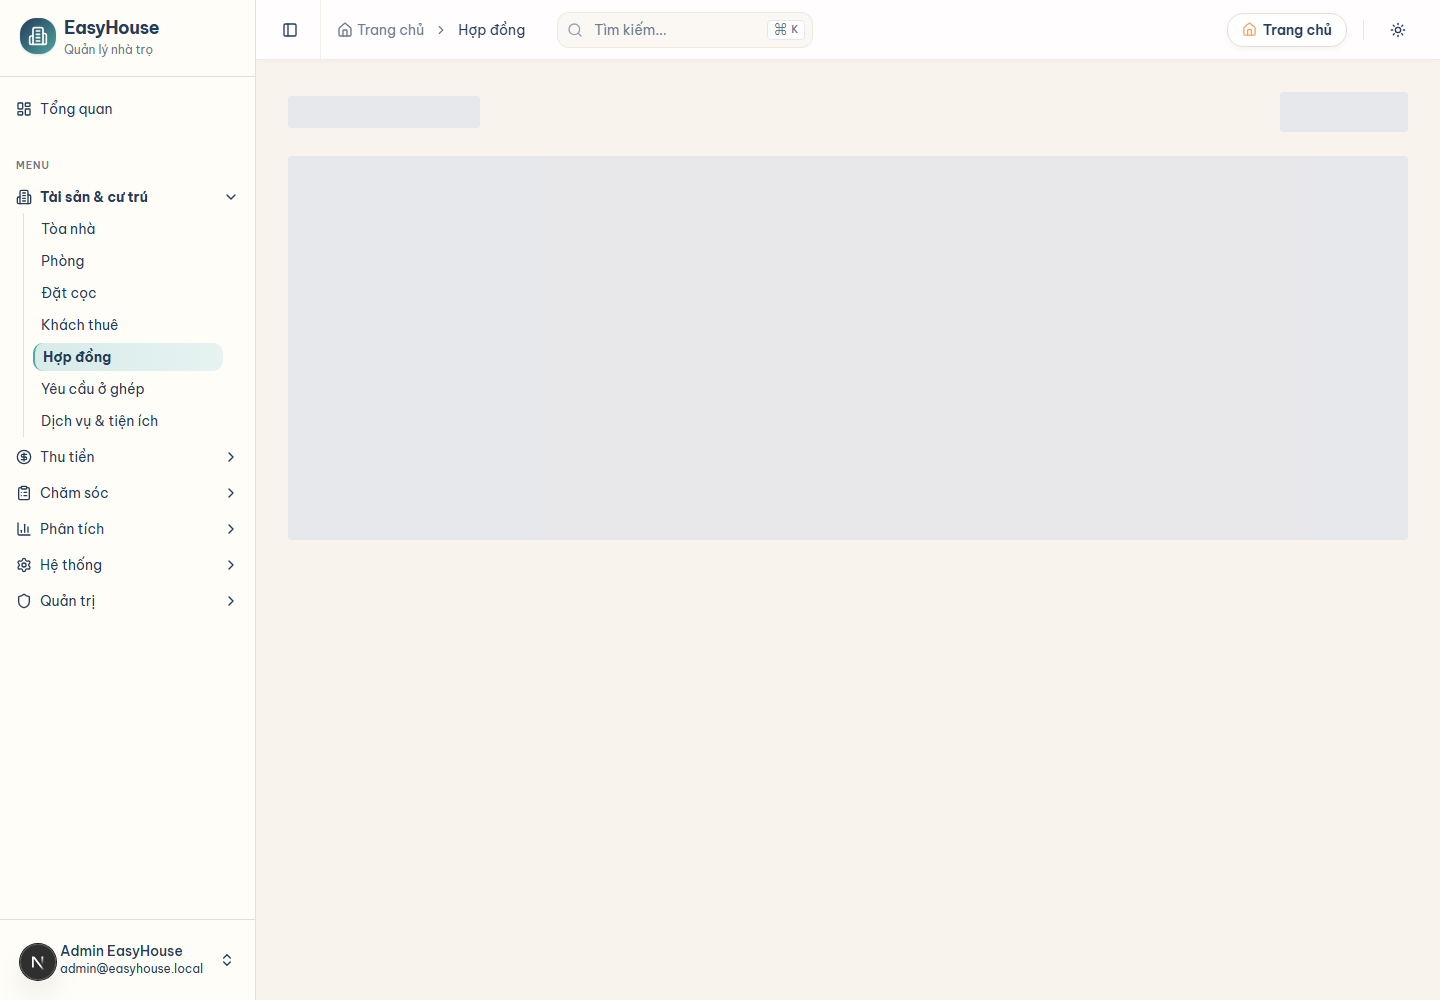 EasyHouse
Quản lý nhà trọ
Tổng quan
MENU
Tài sản & cư trú
Tòa nhà
Phòng
Đặt cọc
Khách thuê
Hợp đồng
Yêu cầu ở ghép
Dịch vụ & tiện ích
Thu tiền
Chăm sóc
Phân tích
Hệ thống
Quản trị
N
Admin EasyHouse
admin@easyhouse.local
Trang chủ
Hợp đồng
Tìm kiếm...
⌘ K
Trang chủ